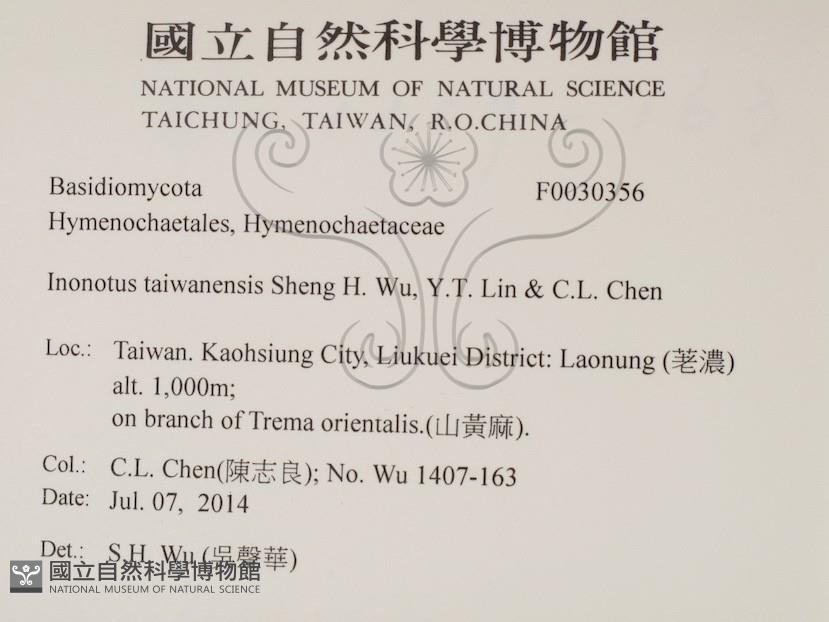 國立自然科學博物館
NATIONAL MUSEUM OF NATURAL SCIENCE
TAICHUNG, TAIWAN, R.O.CHINA
Basidiomycota F0030356
Hymenochaetales, Hymenochaetaceae
Inonotus taiwanensis Sheng H. Wu, Y.T. Lin & C.L. Chen
Loc.: Taiwan. Kaohsiung City, Liukuei District: Laonung (荖濃)
alt. 1,000m;
on branch of Trema orientalis.(山黃麻).
Col.: C.L. Chen(陳志良); No. Wu 1407-163
Date: Jul. 07, 2014
Det.: S.H. Wu (吳聲華)
國立自然科學博物館
NATIONAL MUSEUM OF NATURAL SCIENCE